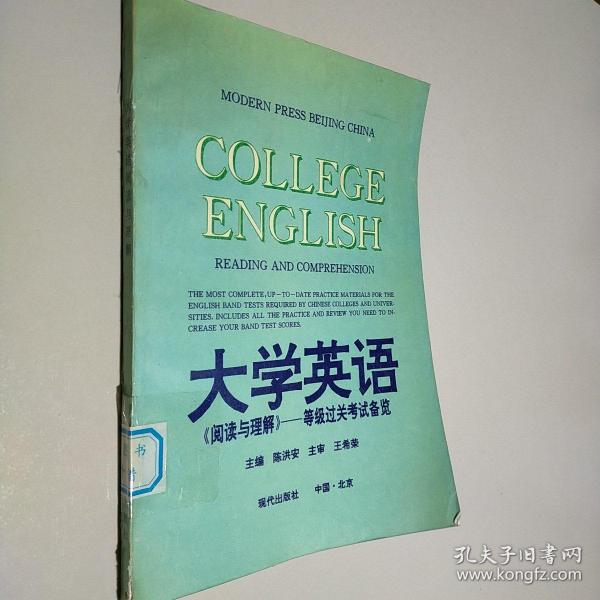 MODERN PRESS BEIJING CHINA
COLLEGE
ENGLISH
READING AND COMPREHENSION
THE MOST COMPLETE, UP-TO-DATE PRACTICE MATERIALS FOR THE
ENGLISH BAND TESTS REQUIRED BY CHINESE COLLEGES AND UNIVER-
SITIES. INCLUDES ALL THE PRACTICE AND REVIEW YOU NEED TO IN-
CREASE YOUR BAND TEST SCORES.
大学英语
《阅读与理解》——等级过关考试备览
主编 陈洪安 主审 王希荣
现代出版社 中国·北京
书
孔夫子旧书网
www.kongfz.com